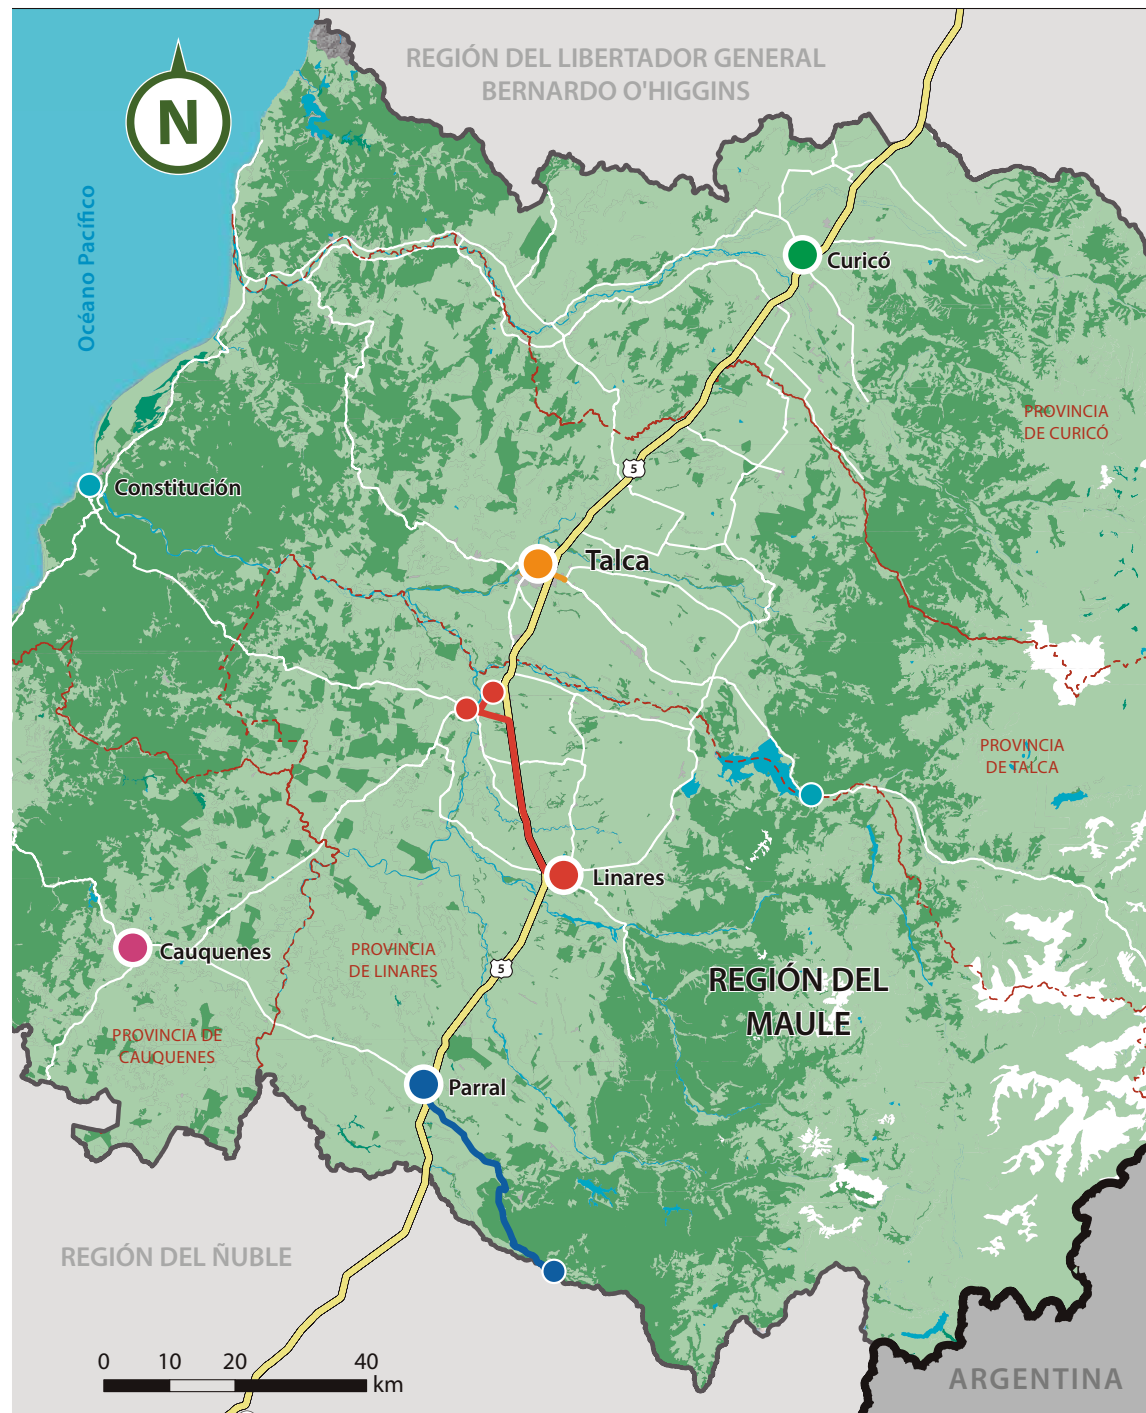 REGIÓN DEL LIBERTADOR GENERAL
BERNARDO O'HIGGINS
N
Océano Pacífico
Curicó
PROVINCIA
DE CURICÓ
5
Constitución
Talca
PROVINCIA
DE TALCA
Linares
Cauquenes
PROVINCIA
DE LINARES
5
REGIÓN DEL
MAULE
PROVINCIA DE
CAUQUENES
Parral
REGIÓN DEL ÑUBLE
0 10 20 40
km
ARGENTINA